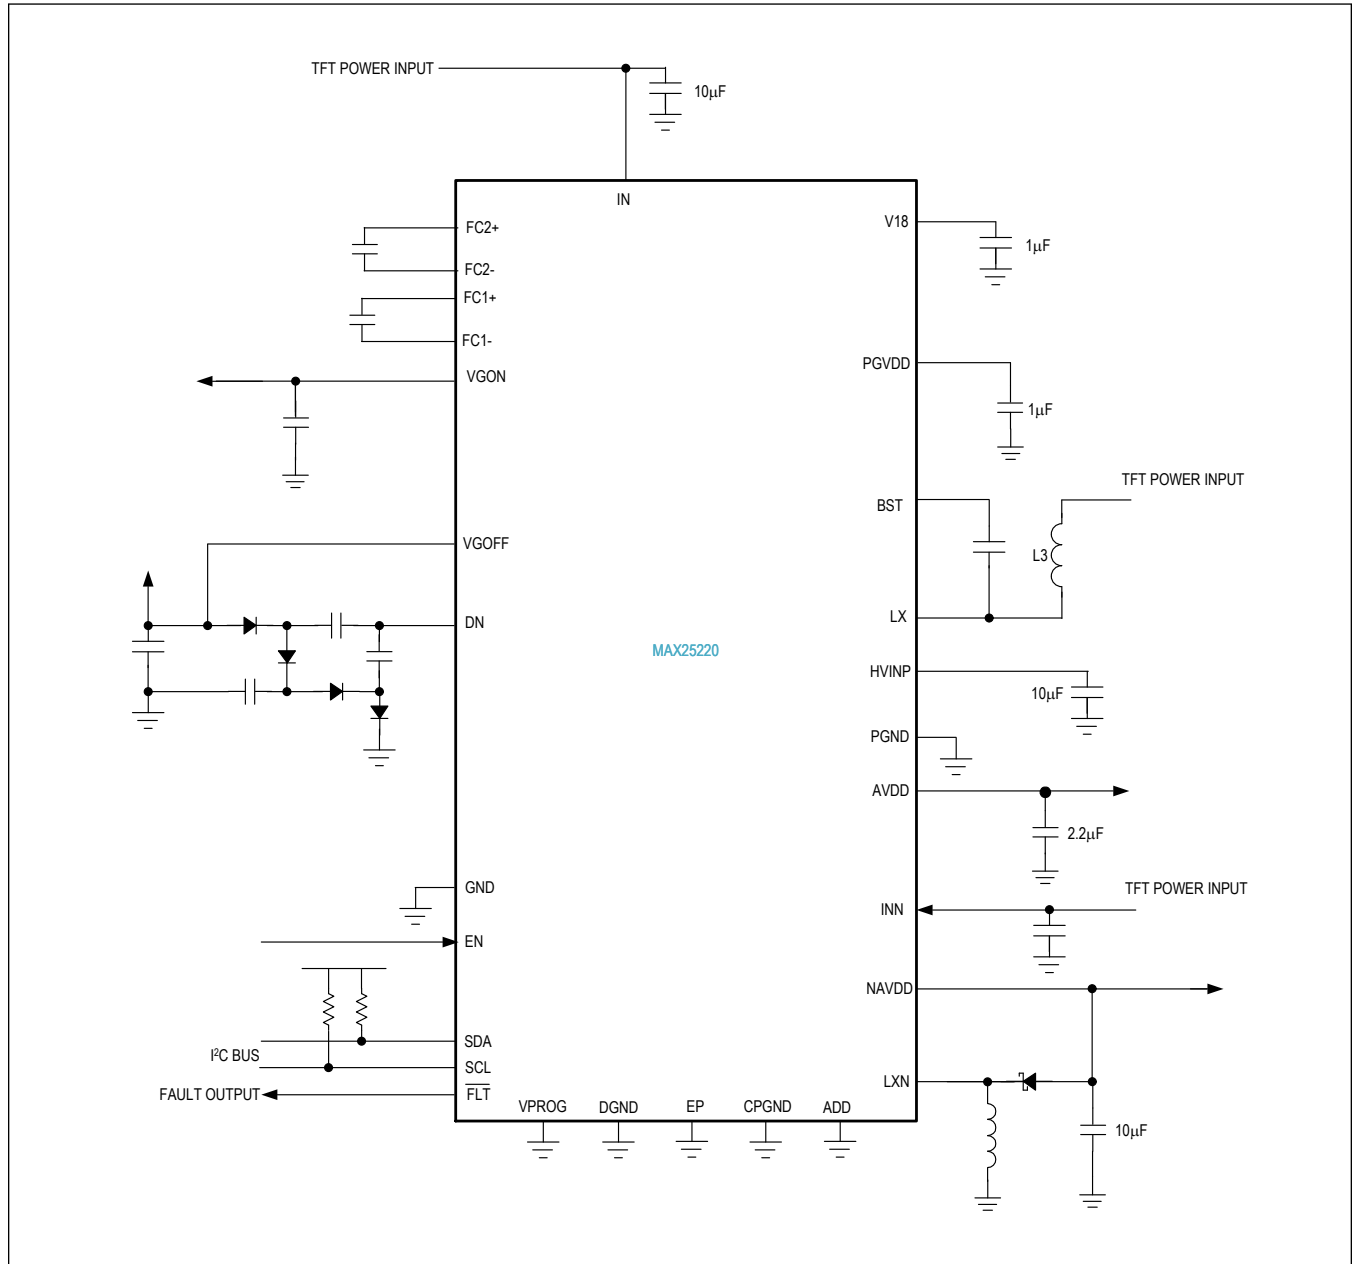 TFT POWER INPUT
10µF
IN
FC2+
FC2-
FC1+
FC1-
VGON
VGOFF
DN
GND
EN
SDA
I²C BUS
SCL
FAULT OUTPUT
FLT
MAX25220
V18
1µF
PGVDD
1µF
BST
TFT POWER INPUT
L3
LX
HVINP
10µF
PGND
AVDD
2.2µF
TFT POWER INPUT
INN
NAVDD
LXN
10µF
VPROG DGND EP CPGND ADD